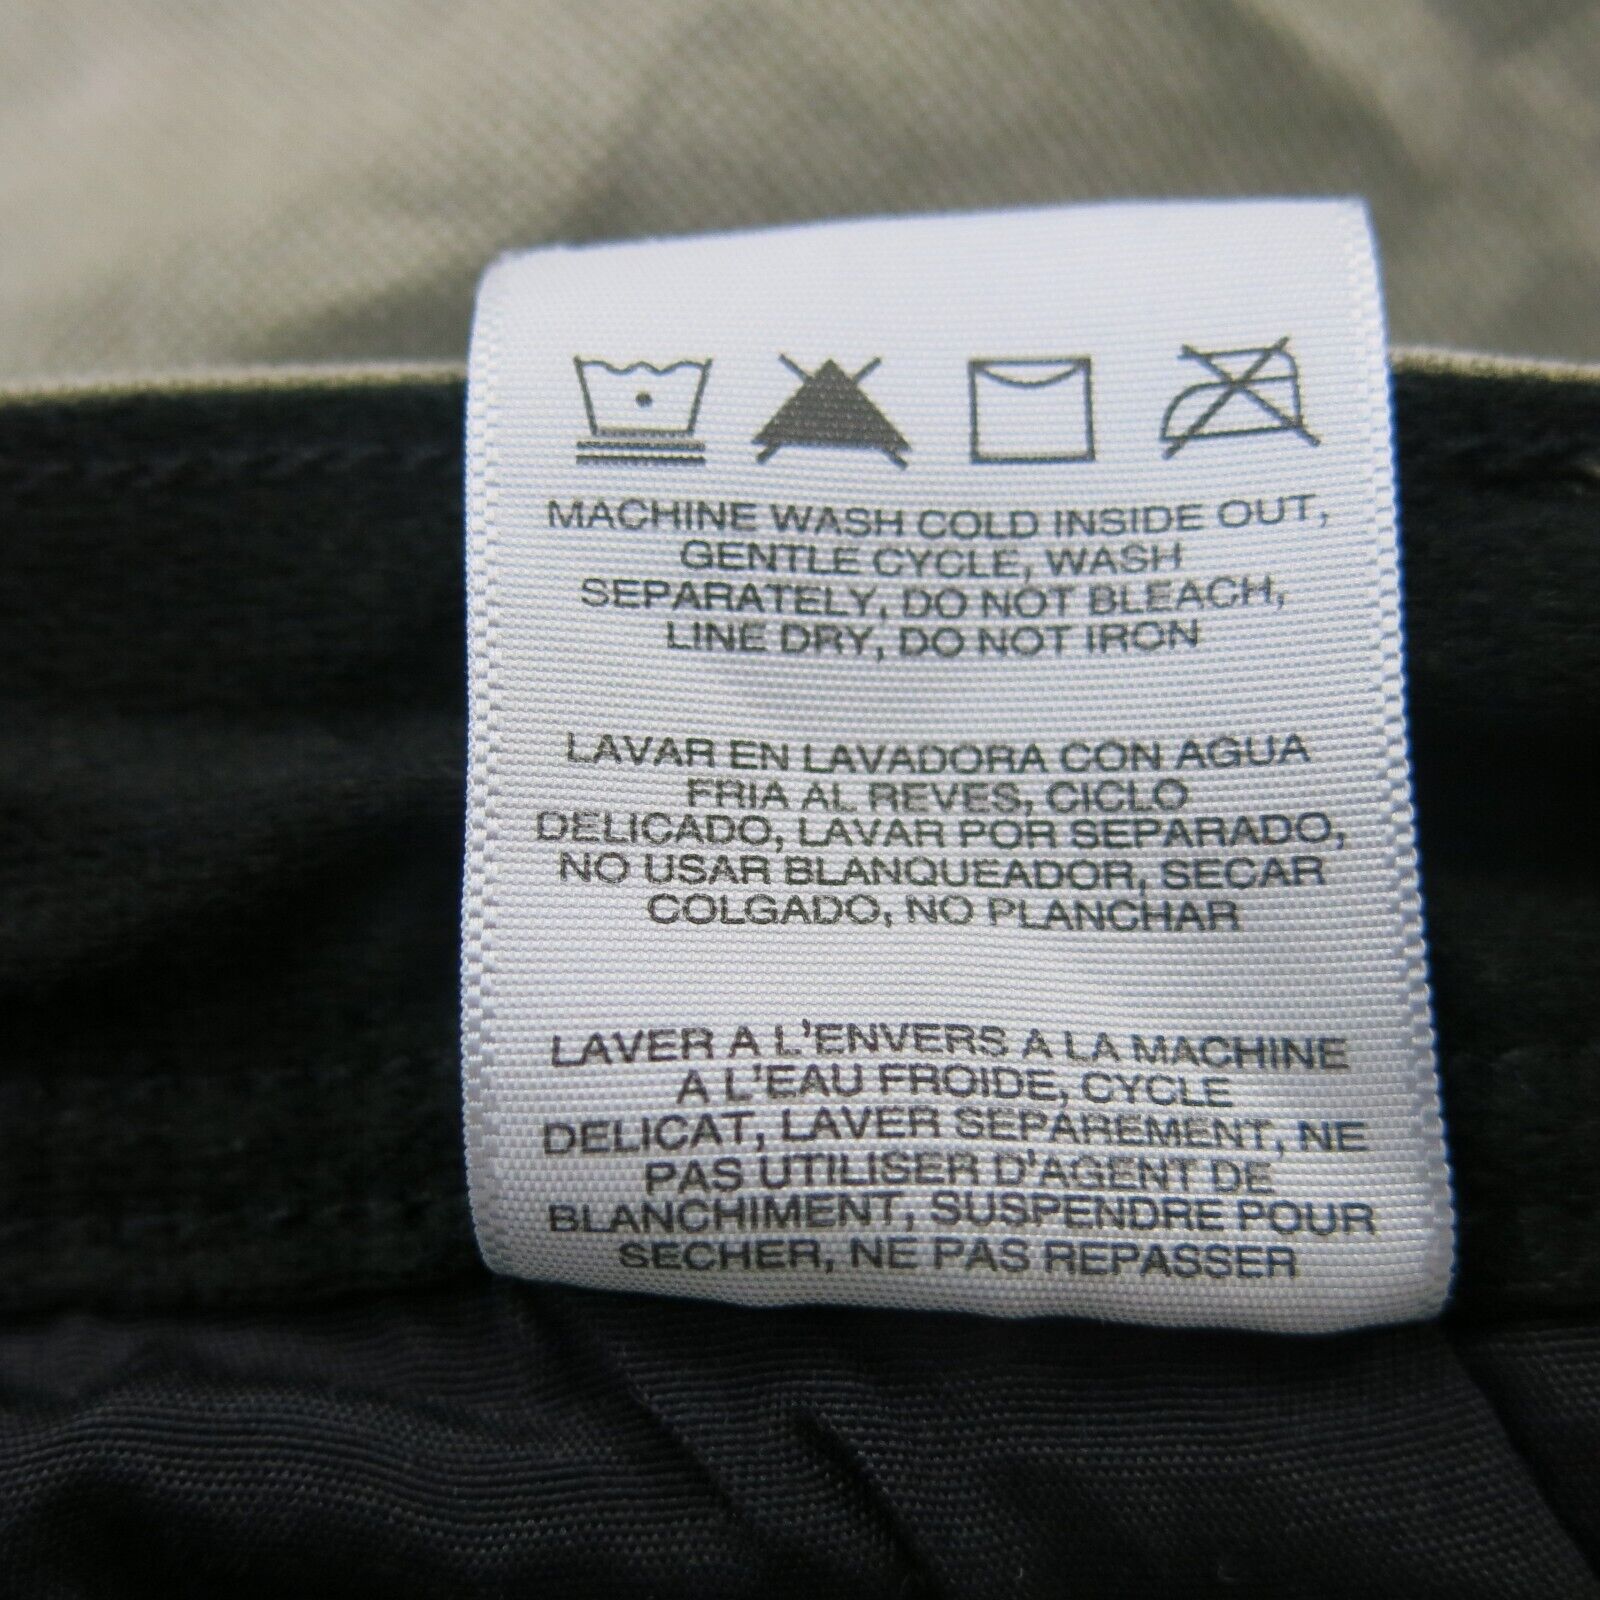 MACHINE WASH COLD INSIDE OUT,
GENTLE CYCLE, WASH
SEPARATELY, DO NOT BLEACH,
LINE DRY, DO NOT IRON
LAVAR EN LAVADORA CON AGUA
FRIA AL REVES, CICLO
DELICADO, LAVAR POR SEPARADO,
NO USAR BLANQUEADOR, SECAR
COLGADO, NO PLANCHAR
LAVER A L'ENVERS A LA MACHINE
A L'EAU FROIDE, CYCLE
DELICAT, LAVER SEPAREMENT, NE
PAS UTILISER D'AGENT DE
BLANCHIMENT, SUSPENDRE POUR
SECHER, NE PAS REPASSER